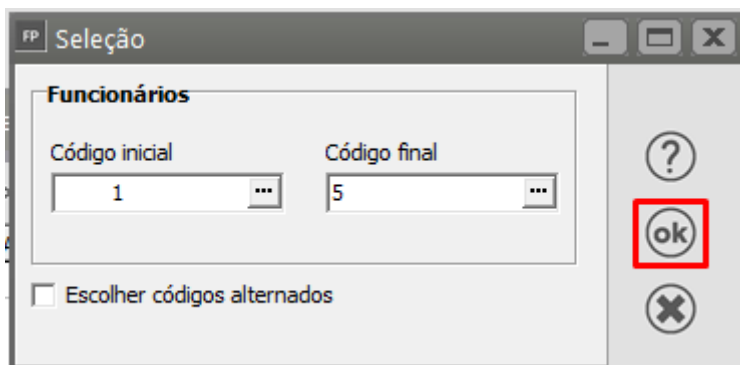 FP Seleção
Funcionários
Código inicial Código final
1 ... 5 ...
Escolher códigos alternados
?
ok